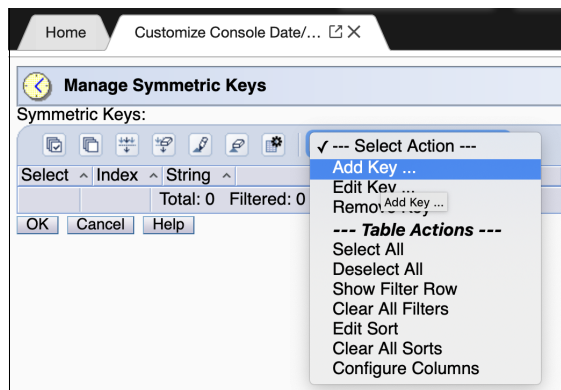 Home
Customize Console Date/...
Manage Symmetric Keys
Symmetric Keys:
✓ --- Select Action ---
Add Key ...
Edit Key ...
Remove Key
Add Key ...
Select Index String
Total: 0 Filtered: 0
OK Cancel Help
--- Table Actions ---
Select All
Deselect All
Show Filter Row
Clear All Filters
Edit Sort
Clear All Sorts
Configure Columns